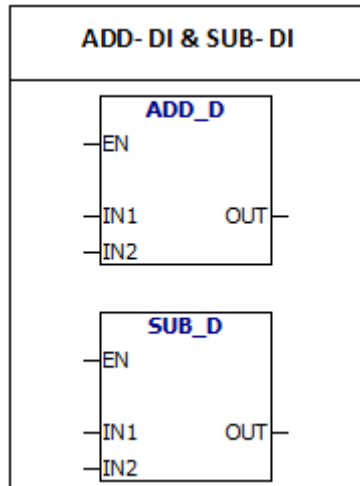 ADD- DI & SUB- DI
ADD_D
EN
IN1 OUT
IN2
SUB_D
EN
IN1 OUT
IN2